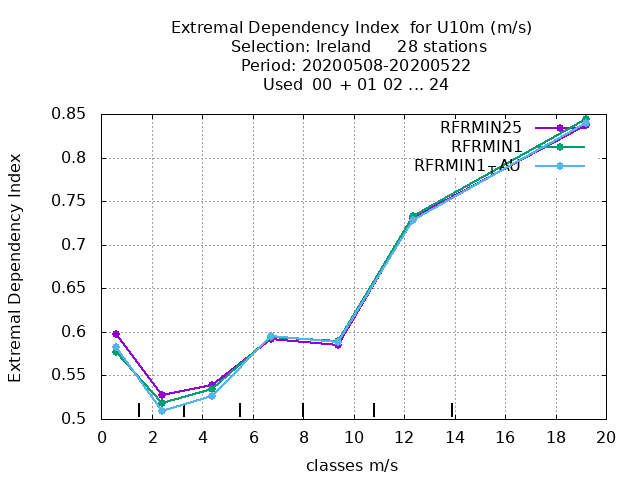 Extremal Dependency Index  for U10m (m/s)
Selection: Ireland     28 stations
Period: 20200508-20200522
Used  00 + 01 02 ... 24
Extremal Dependency Index
0.85
0.8
0.75
0.7
0.65
0.6
0.55
0.5
RFRMIN25
RFRMIN1
RFRMIN1_TAU
0 2 4 6 8 10 12 14 16 18 20
classes m/s